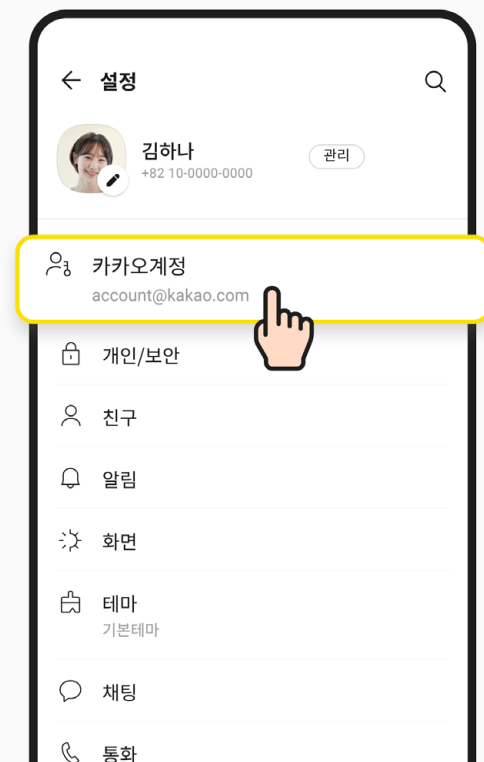 설정
김하나
+82 10-0000-0000
관리
카카오계정
account@kakao.com
개인/보안
친구
알림
화면
테마
기본테마
채팅
통화